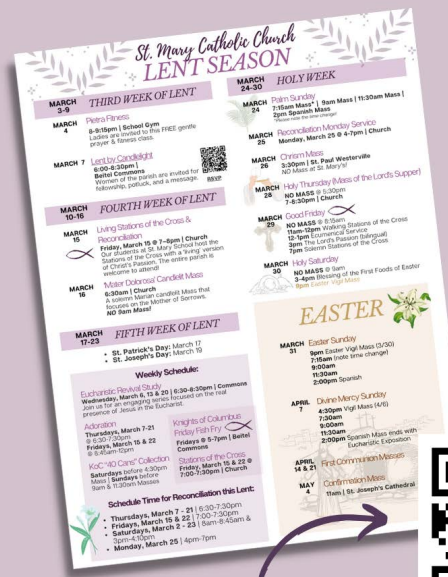 St. Mary Catholic Church
LENT SEASON
MARCH
3-9
THIRD WEEK OF LENT
MARCH
4
Pietra Fitness
8-9:15pm | School Gym
Ladies are invited to this FREE gentle
prayer & fitness class.
MARCH 7
Lent by Candlelight
6:00-8:30pm |
Beitel Commons
Women of the parish are invited for
fellowship, potluck, and a message.
RSVP
MARCH
10-16
FOURTH WEEK OF LENT
MARCH
15
Living Stations of the Cross &
Reconciliation
Friday, March 15 @ 7-8pm | Church
Our students at St. Mary School host the
Stations of the Cross with a 'living' version
of Christ's Passion. The entire parish is
welcome to attend!
MARCH
16
'Mater Dolorosa' Candlelit Mass
6:30am | Church
A solemn Marian candlelit Mass that
focuses on the Mother of Sorrows.
NO 9am Mass!
MARCH
17-23
FIFTH WEEK OF LENT
• St. Patrick's Day: March 17
• St. Joseph's Day: March 19
Weekly Schedule:
Eucharistic Revival Study
Wednesday, March 6, 13 & 20 | 6:30-8:30pm | Commons
Join us for an engaging series focused on the real
presence of Jesus in the Eucharist.
Adoration
Thursdays, March 7-21
@ 6:30-7:30pm
Fridays, March 15 & 22
@ 8:45am-12pm
Knights of Columbus
Friday Fish Fry
Fridays @ 5-7pm | Beitel
Commons
KoC "40 Cans" Collection
Saturdays before 4:30pm
Mass | Sundays before
9am & 11:30am Masses
Stations of the Cross
Friday, March 15 & 22 @
7:00-7:30pm | Church
Schedule Time for Reconciliation this Lent:
• Thursdays, March 7 - 21 | 6:30-7:30pm
• Fridays, March 15 & 22 | 7:00-7:30pm
• Saturdays, March 2 - 23 | 8am-8:45am &
3pm-4:10pm
• Monday, March 25 | 4pm-7pm
MARCH
24-30
HOLY WEEK
MARCH
24
Palm Sunday
7:15am Mass* | 9am Mass | 11:30am Mass |
2pm Spanish Mass
*Please note the time change!
MARCH
25
Reconciliation Monday Service
Monday, March 25 @ 4-7pm | Church
MARCH
26
Chrism Mass
3:30pm | St. Paul Westerville
No Mass at St. Mary's!
MARCH
28
Holy Thursday (Mass of the Lord's Supper)
NO MASS @ 5:30pm
7-8:30pm | Church
MARCH
29
Good Friday
NO MASS @ 8:15am
11am-12pm Walking Stations of the Cross
12-1pm Ecumenical Service
3pm The Lord's Passion (bilingual)
7pm Solemn Stations of the Cross
MARCH
30
Holy Saturday
NO MASS @ 9am
3-4pm Blessing of the First Foods of Easter
9pm Easter Vigil Mass
EASTER
MARCH
31
Easter Sunday
9pm Easter Vigil Mass (3/30)
7:15am (note time change)
9:00am
11:30am
2:00pm Spanish
APRIL
7
Divine Mercy Sunday
4:30pm Vigil Mass (4/6)
7:30am
9:00am
11:30am
2:00pm Spanish Mass ends with
Eucharistic Exposition
APRIL
14 & 21
First Communion Masses
MAY
4
Confirmation Mass
11am | St. Joseph's Cathedral